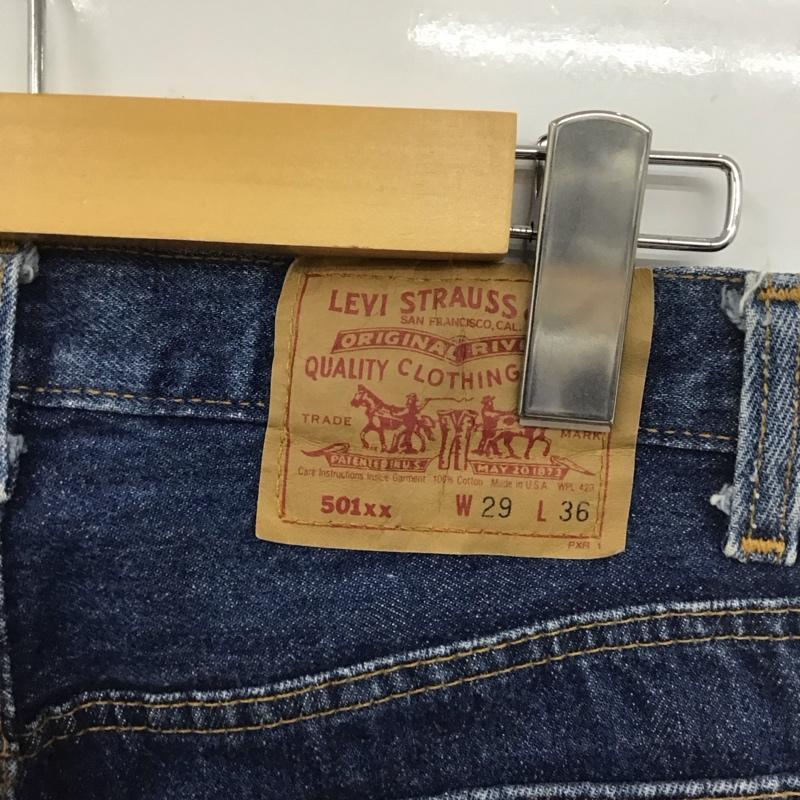 LEVI STRAUSS
SAN FRANCISCO, CAL.
ORIGINAL RIV
QUALITY CLOTHING
TRADE MARK
PATENTED IN U.S. MAY 20 1873
Care Instructions Inside Garment 100% Cotton Made in U.S.A. WPL 423
501xx W 29 L 36
PXR 1